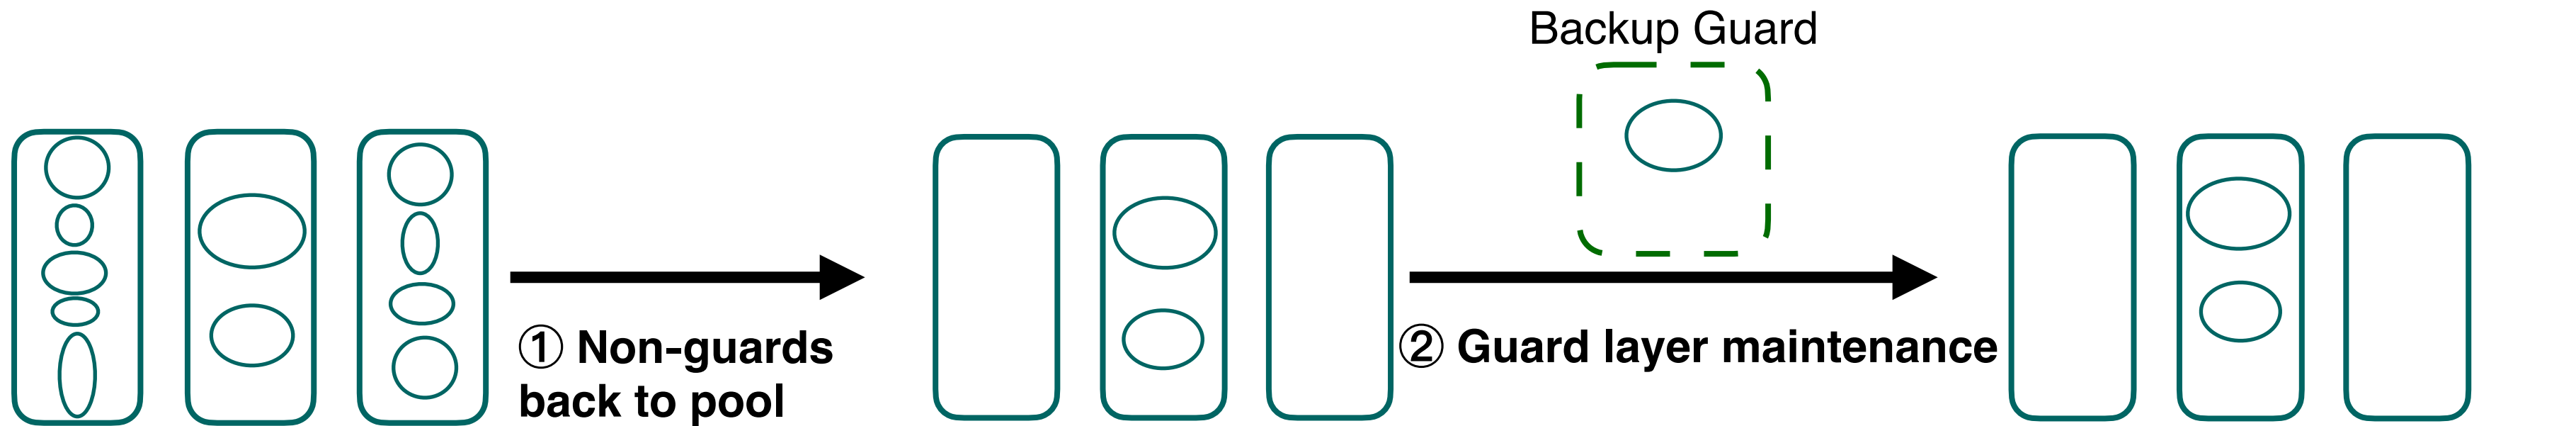 Backup Guard
① Non-guards
back to pool
② Guard layer maintenance